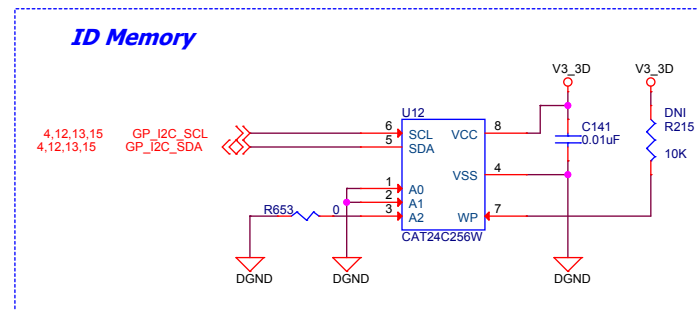 ID Memory
V3_3D
V3_3D
U12
DNI
R215
10K
C141
0.01uF
4,12,13,15 GP_I2C_SCL
4,12,13,15 GP_I2C_SDA
6 SCL VCC 8
5 SDA
VSS 4
1 A0
2 A1
R653 0 3 A2 WP 7
CAT24C256W
DGND DGND DGND